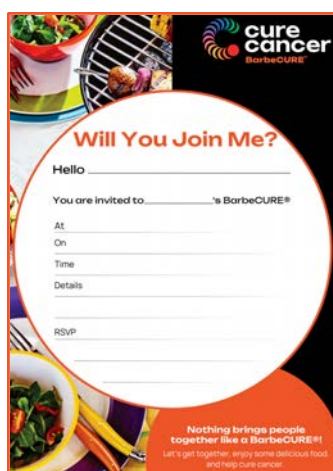 cure
cancer
BarbeCURE™
Will You Join Me?
Hello
You are invited to 's BarbeCURE®
At
On
Time
Details
RSVP
Nothing brings people
together like a BarbeCURE®!
Let's get together, enjoy some delicious food,
and help cure cancer.